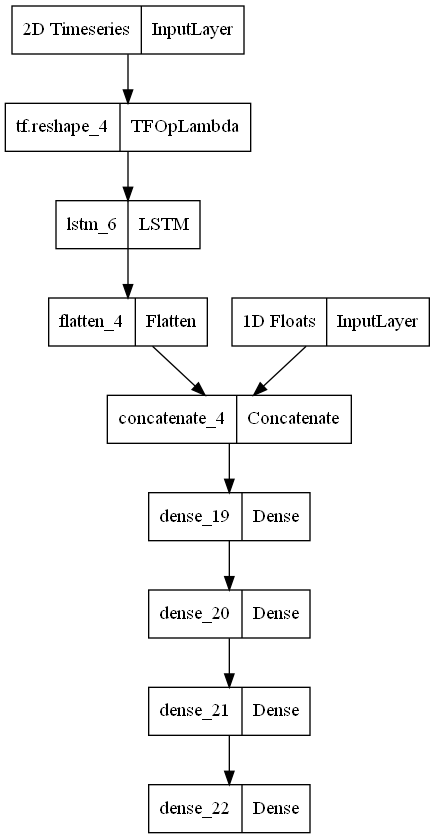 2D Timeseries InputLayer
tf.reshape_4 TFOpLambda
lstm_6 LSTM
flatten_4 Flatten
1D Floats InputLayer
concatenate_4 Concatenate
dense_19 Dense
dense_20 Dense
dense_21 Dense
dense_22 Dense